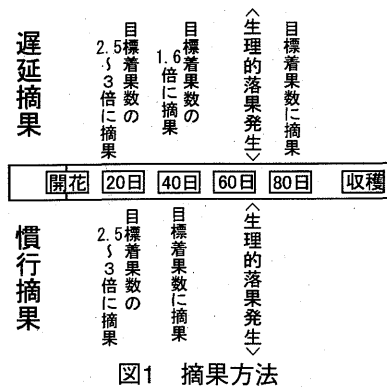 遅延摘果
目標着果数の
2.5～3倍に摘果
目標着果数の
1.6倍に摘果
＜生理的落果発生＞
目標着果数に摘果
開花 20日 40日 60日 80日 収穫
慣行摘果
目標着果数の
2.5～3倍に摘果
目標着果数に摘果
＜生理的落果発生＞
図1 摘果方法